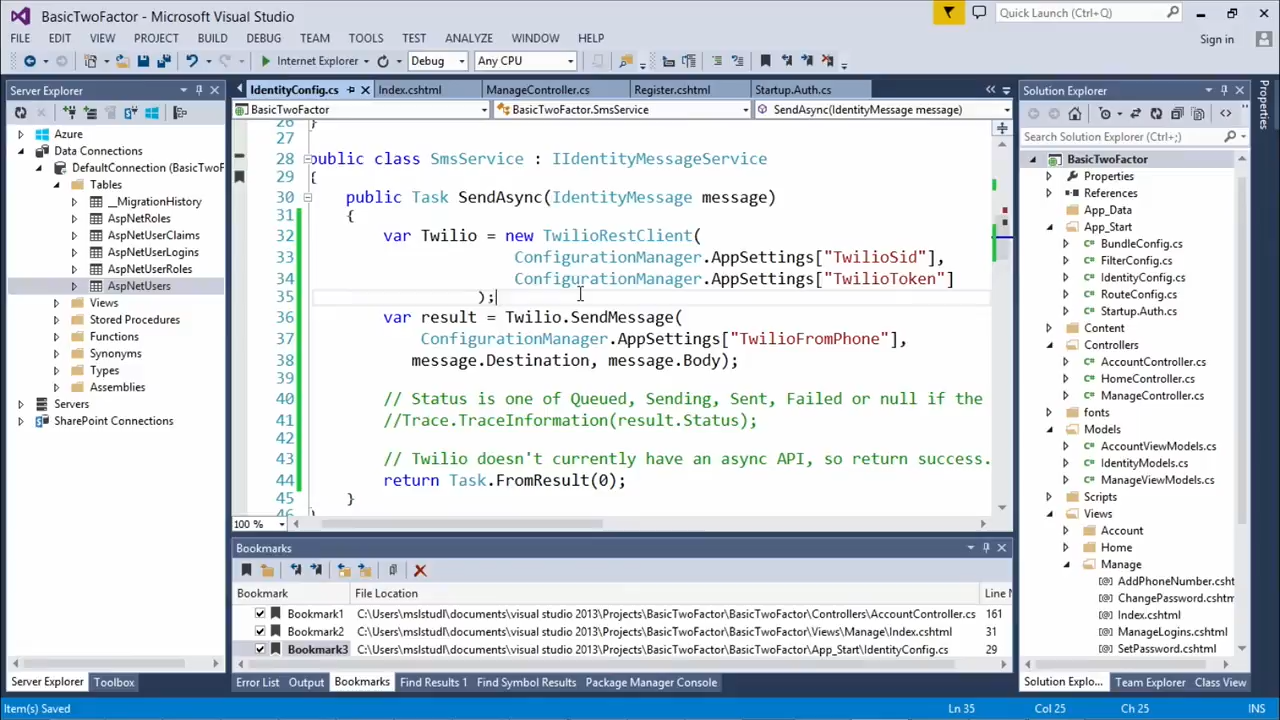 BasicTwoFactor - Microsoft Visual Studio
Quick Launch (Ctrl+Q)
FILE EDIT VIEW PROJECT BUILD DEBUG TEAM TOOLS TEST ANALYZE WINDOW HELP
Sign in
Internet Explorer Debug Any CPU
Server Explorer
Azure
Data Connections
DefaultConnection (BasicTwoF
Tables
__MigrationHistory
AspNetRoles
AspNetUserClaims
AspNetUserLogins
AspNetUserRoles
AspNetUsers
Views
Stored Procedures
Functions
Synonyms
Types
Assemblies
Servers
SharePoint Connections
Server Explorer Toolbox
IdentityConfig.cs Index.cshtml ManageController.cs Register.cshtml Startup.Auth.cs
BasicTwoFactor BasicTwoFactor.SmsService SendAsync(IdentityMessage message)
26 }
27
28 public class SmsService : IIdentityMessageService
29 {
30 public Task SendAsync(IdentityMessage message)
31 {
32 var Twilio = new TwilioRestClient(
33 ConfigurationManager.AppSettings["TwilioSid"],
34 ConfigurationManager.AppSettings["TwilioToken"]
35 );
36 var result = Twilio.SendMessage(
37 ConfigurationManager.AppSettings["TwilioFromPhone"],
38 message.Destination, message.Body);
39
40 // Status is one of Queued, Sending, Sent, Failed or null if the
41 //Trace.TraceInformation(result.Status);
42
43 // Twilio doesn't currently have an async API, so return success.
44 return Task.FromResult(0);
45 }
46 }
100 %
Bookmarks
Bookmark File Location Line
Bookmark1 C:\Users\mslstudl\documents\visual studio 2013\Projects\BasicTwoFactor\BasicTwoFactor\Controllers\AccountController.cs 161
Bookmark2 C:\Users\mslstudl\documents\visual studio 2013\Projects\BasicTwoFactor\BasicTwoFactor\Views\Manage\Index.cshtml 31
Bookmark3 C:\Users\mslstudl\documents\visual studio 2013\Projects\BasicTwoFactor\BasicTwoFactor\App_Start\IdentityConfig.cs 29
Error List Output Bookmarks Find Results 1 Find Symbol Results Package Manager Console
Solution Explorer
Search Solution Explorer (Ctrl+;)
BasicTwoFactor
Properties
References
App_Data
App_Start
BundleConfig.cs
FilterConfig.cs
IdentityConfig.cs
RouteConfig.cs
Startup.Auth.cs
Content
Controllers
AccountController.cs
HomeController.cs
ManageController.cs
fonts
Models
AccountViewModels.cs
IdentityModels.cs
ManageViewModels.cs
Scripts
Views
Account
Home
Manage
AddPhoneNumber.csht
ChangePassword.cshtm
Index.cshtml
ManageLogins.cshtml
SetPassword.cshtml
Solution Explo... Team Explorer Class View
Properties
Item(s) Saved Ln 35 Col 25 Ch 25 INS